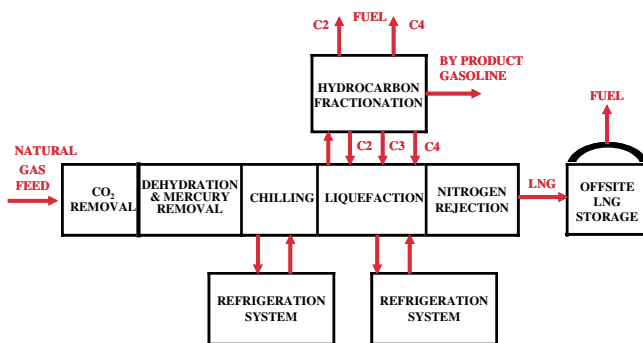 C2 FUEL C4
HYDROCARBON
FRACTIONATION
BY PRODUCT
GASOLINE
C2 C3 C4
FUEL
NATURAL
GAS
FEED
CO₂
REMOVAL
DEHYDRATION
& MERCURY
REMOVAL
CHILLING
LIQUEFACTION
NITROGEN
REJECTION
LNG
OFFSITE
LNG
STORAGE
REFRIGERATION
SYSTEM
REFRIGERATION
SYSTEM